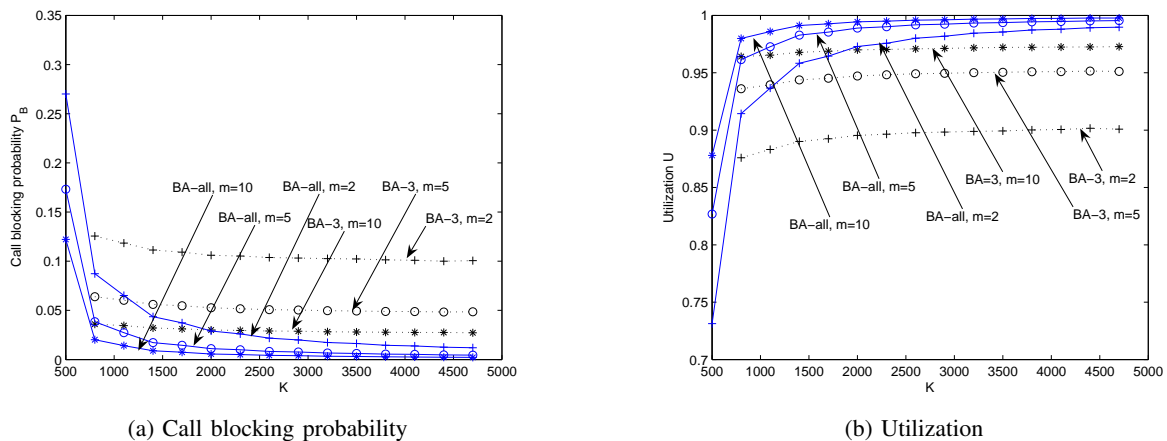 0.35
0.3
0.25
0.2
0.15
0.1
0.05
0
Call blocking probability P_B
BA−all, m=10
BA−all, m=2
BA−3, m=5
BA−all, m=5
BA−3, m=10
BA−3, m=2
500 1000 1500 2000 2500 3000 3500 4000 4500 5000
K
(a) Call blocking probability
1
0.95
0.9
0.85
0.8
0.75
0.7
Utilization U
BA−all, m=5
BA=3, m=10
BA−3, m=2
BA−all, m=10
BA−all, m=2
BA−3, m=5
500 1000 1500 2000 2500 3000 3500 4000 4500 5000
K
(b) Utilization